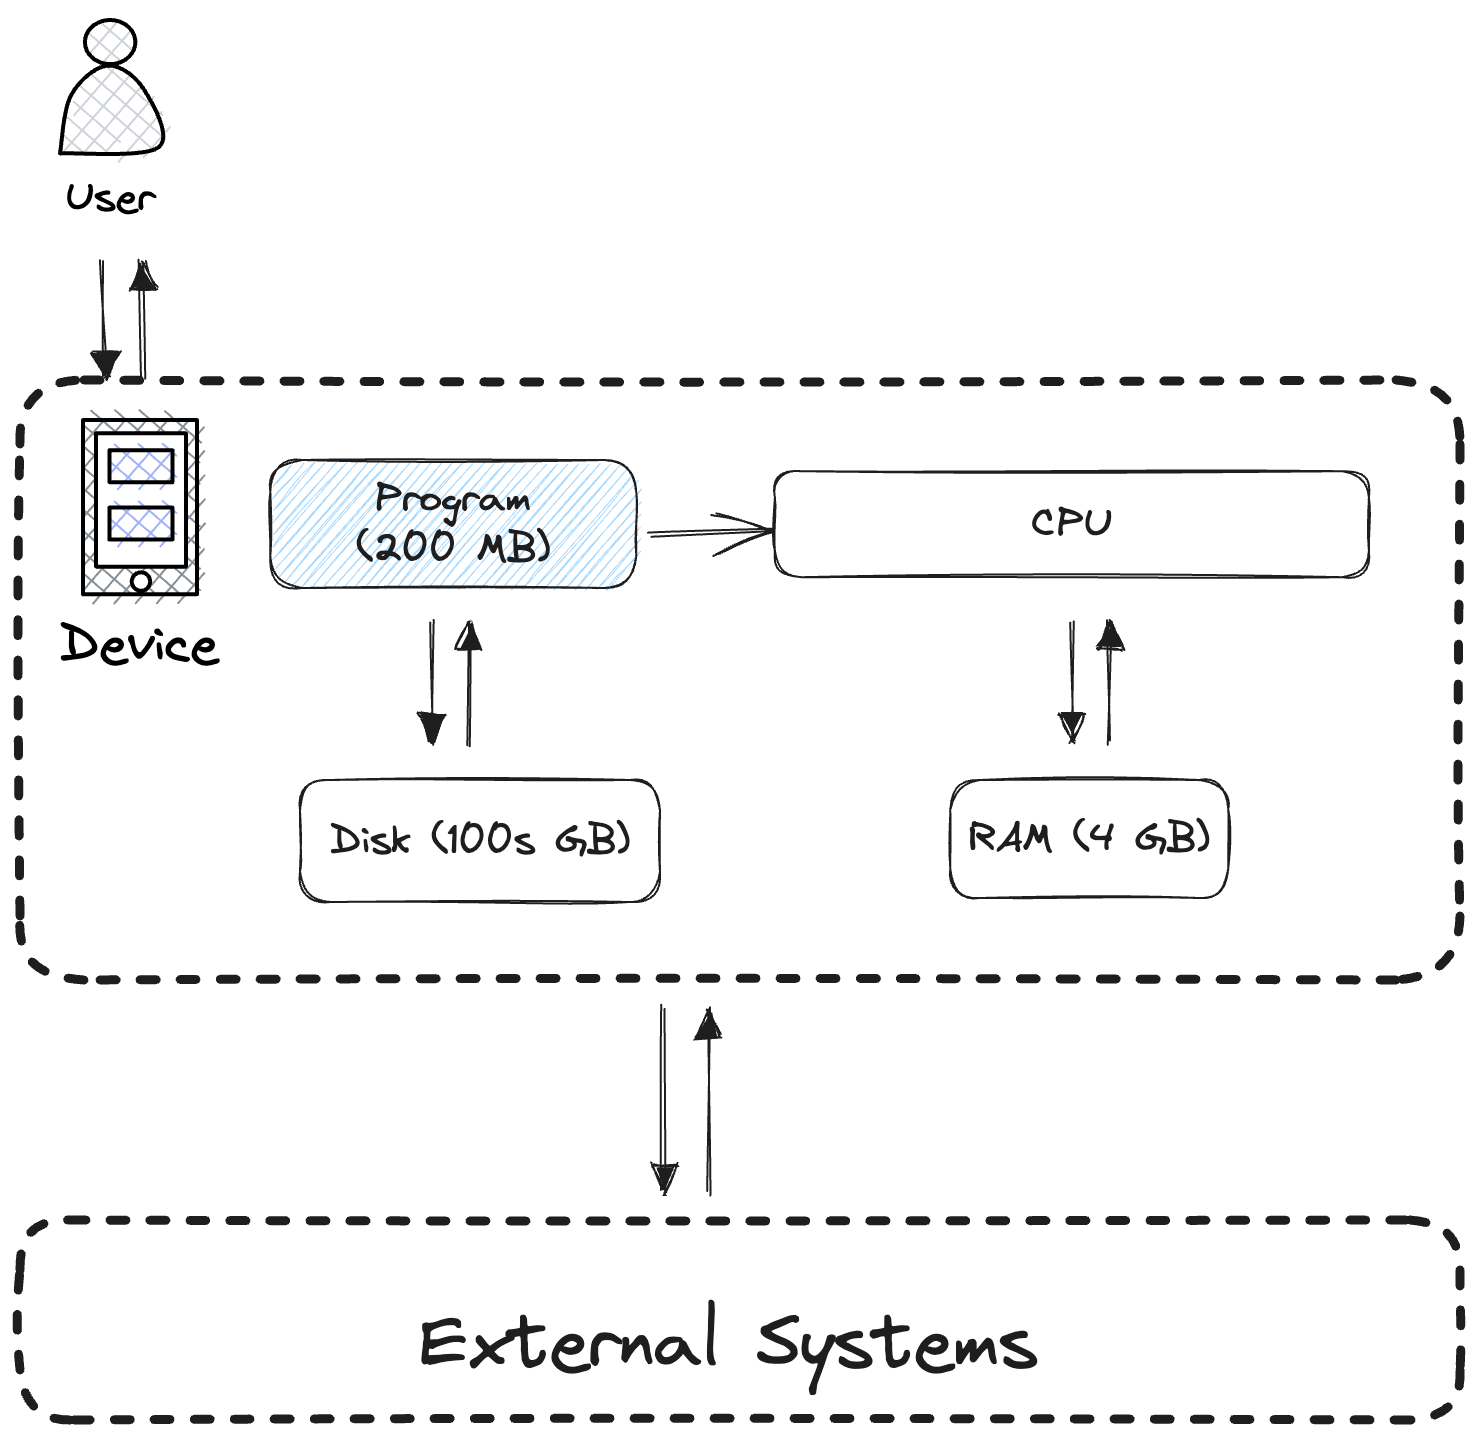 User
Device
Program
(200 MB)
CPU
Disk (100s GB)
RAM (4 GB)
External Systems